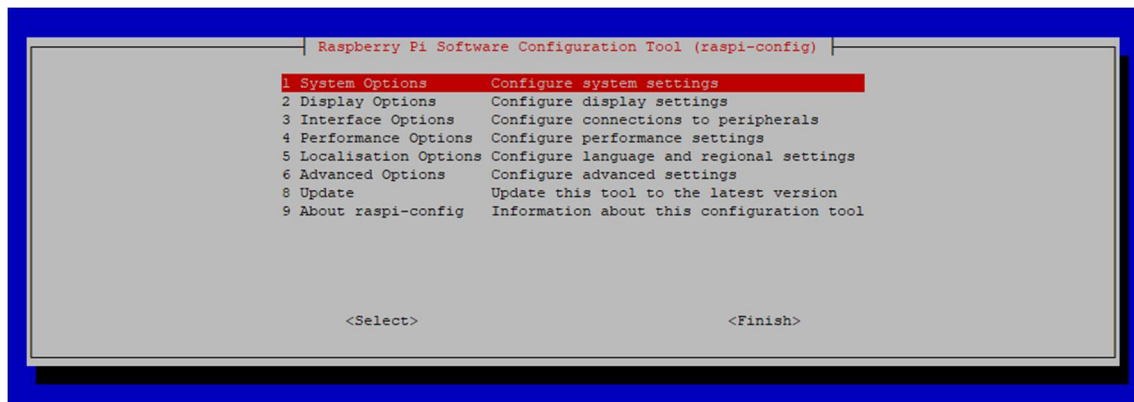 Raspberry Pi Software Configuration Tool (raspi-config)
1 System Options Configure system settings
2 Display Options Configure display settings
3 Interface Options Configure connections to peripherals
4 Performance Options Configure performance settings
5 Localisation Options Configure language and regional settings
6 Advanced Options Configure advanced settings
8 Update Update this tool to the latest version
9 About raspi-config Information about this configuration tool
<Select> <Finish>